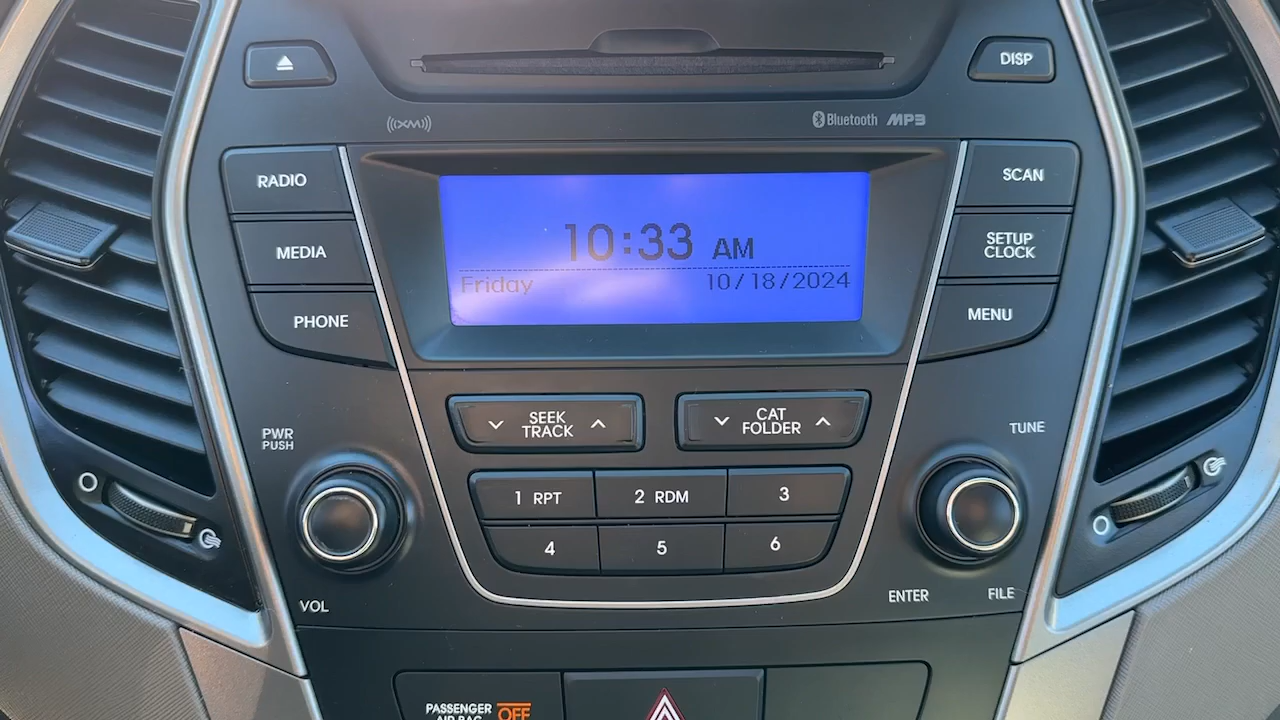 DISP
((XM))
Bluetooth MP3
RADIO
SCAN
MEDIA
SETUP
CLOCK
PHONE
MENU
10:33 AM
Friday 10/18/2024
SEEK
TRACK
CAT
FOLDER
PWR
PUSH
TUNE
1 RPT
2 RDM
3
4
5
6
VOL
ENTER
FILE
PASSENGER
AIR BAG OFF